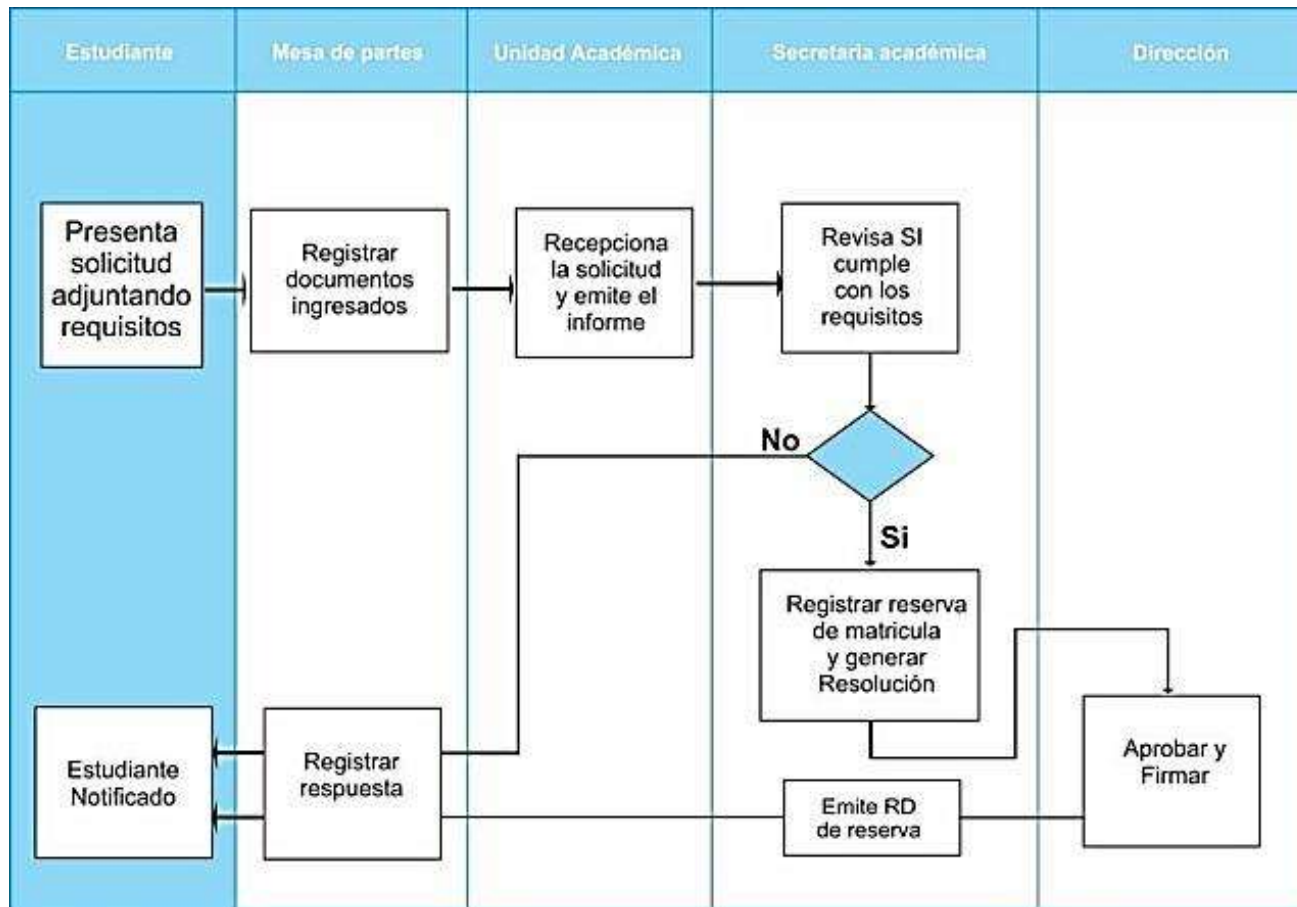 Estudiante
Mesa de partes
Unidad Académica
Secretaria académica
Dirección
Presenta
solicitud
adjuntando
requisitos
Registrar
documentos
ingresados
Recepciona
la solicitud
y emite el
informe
Revisa SI
cumple
con los
requisitos
No
Si
Registrar reserva
de matricula
y generar
Resolución
Aprobar y
Firmar
Emite RD
de reserva
Registrar
respuesta
Estudiante
Notificado